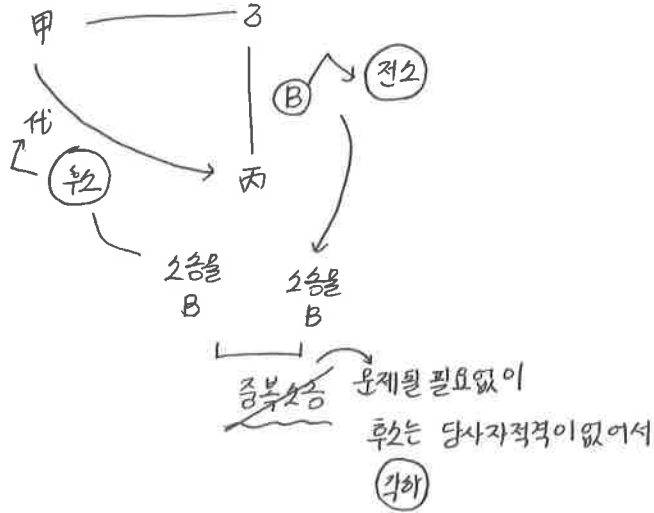 甲 乙
B 전소
代
후소 丙
소송물 소송물
B B
중복소송 문제될 필요없이
후소는 당사자적격이 없어서
각하